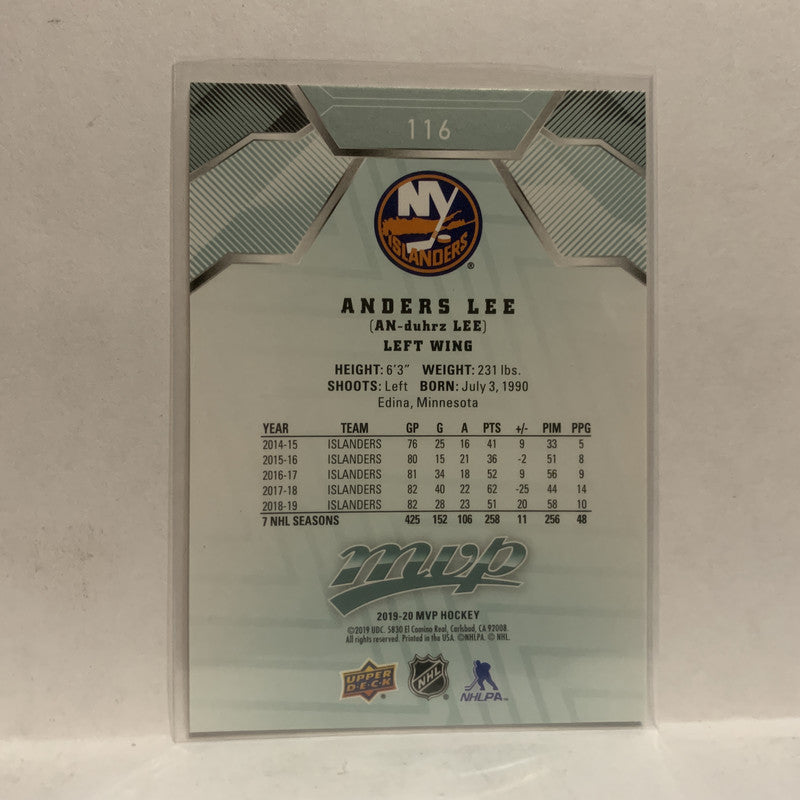 116
NY
ISLANDERS
®
ANDERS LEE
(AN-duhrz LEE)
LEFT WING
HEIGHT: 6'3" WEIGHT: 231 lbs.
SHOOTS: Left BORN: July 3, 1990
Edina, Minnesota
YEAR TEAM GP G A PTS +/- PIM PPG
2014-15 ISLANDERS 76 25 16 41 9 33 5
2015-16 ISLANDERS 80 15 21 36 -2 51 8
2016-17 ISLANDERS 81 34 18 52 9 56 9
2017-18 ISLANDERS 82 40 22 62 -25 44 14
2018-19 ISLANDERS 82 28 23 51 20 58 10
7 NHL SEASONS 425 152 106 258 11 256 48
mvp
2019-20 MVP HOCKEY
©2019 UDC. 5830 El Camino Real, Carlsbad, CA 92008.
All rights reserved. Printed in the USA. ©NHLPA. © NHL.
UPPER DECK ® NHL ® NHLPA™